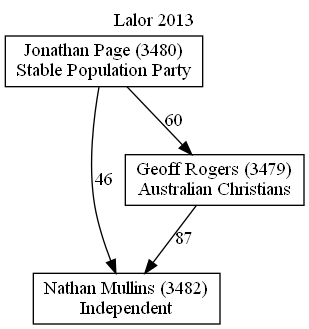 Lalor 2013
Jonathan Page (3480)
Stable Population Party
60
Geoff Rogers (3479)
Australian Christians
46
87
Nathan Mullins (3482)
Independent